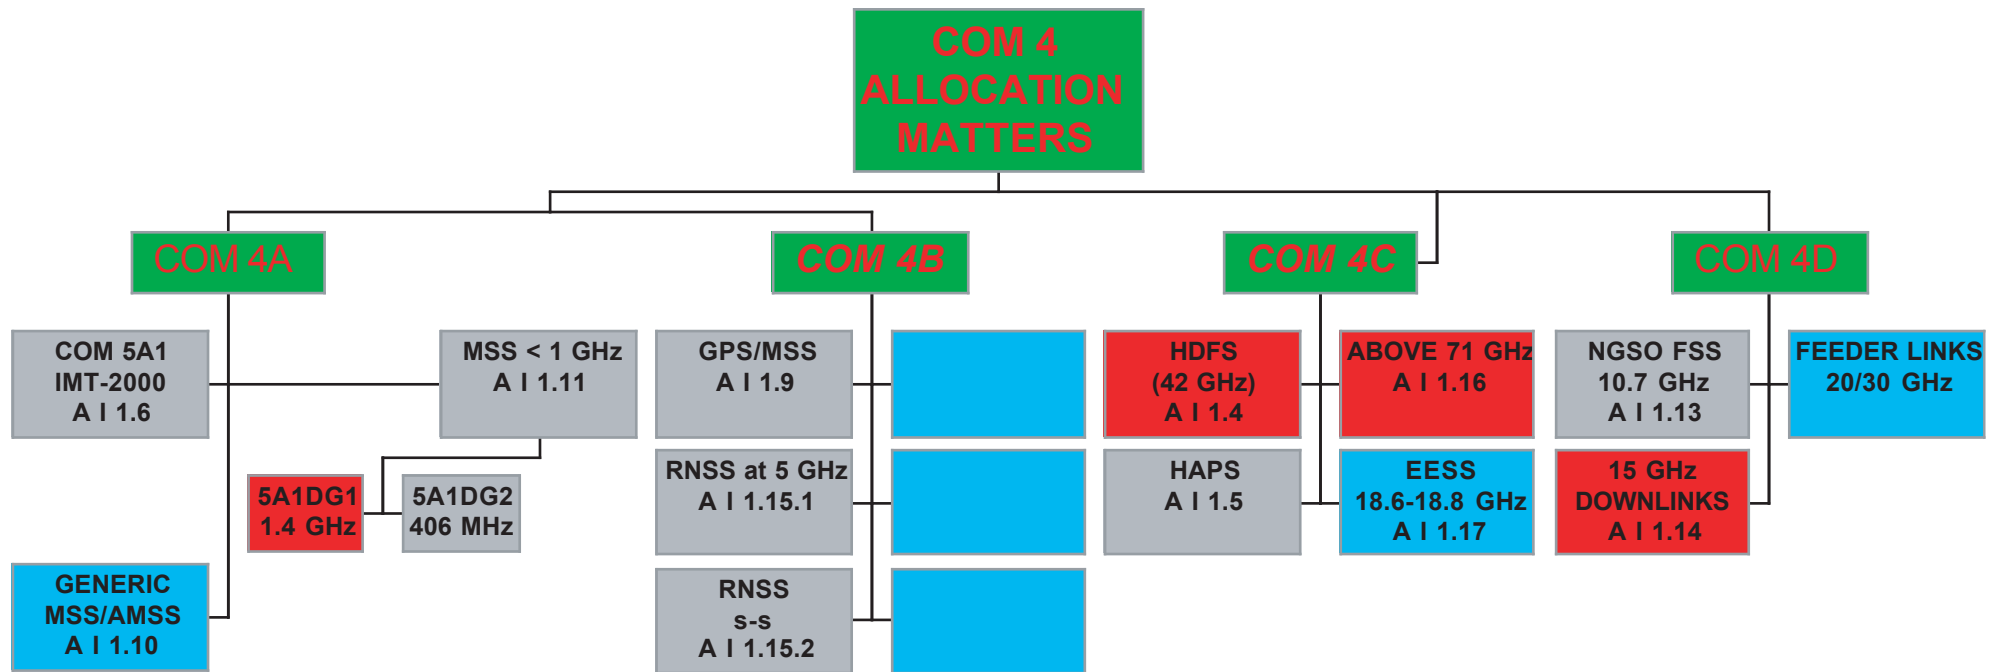 COM 4
ALLOCATION
MATTERS
COM 4A
COM 4B
COM 4C
COM 4D
COM 5A1
IMT-2000
A I 1.6
MSS < 1 GHz
A I 1.11
5A1DG1
1.4 GHz
5A1DG2
406 MHz
GENERIC
MSS/AMSS
A I 1.10
GPS/MSS
A I 1.9
RNSS at 5 GHz
A I 1.15.1
RNSS
s-s
A I 1.15.2
HDFS
(42 GHz)
A I 1.4
ABOVE 71 GHz
A I 1.16
HAPS
A I 1.5
EESS
18.6-18.8 GHz
A I 1.17
NGSO FSS
10.7 GHz
A I 1.13
FEEDER LINKS
20/30 GHz
15 GHz
DOWNLINKS
A I 1.14